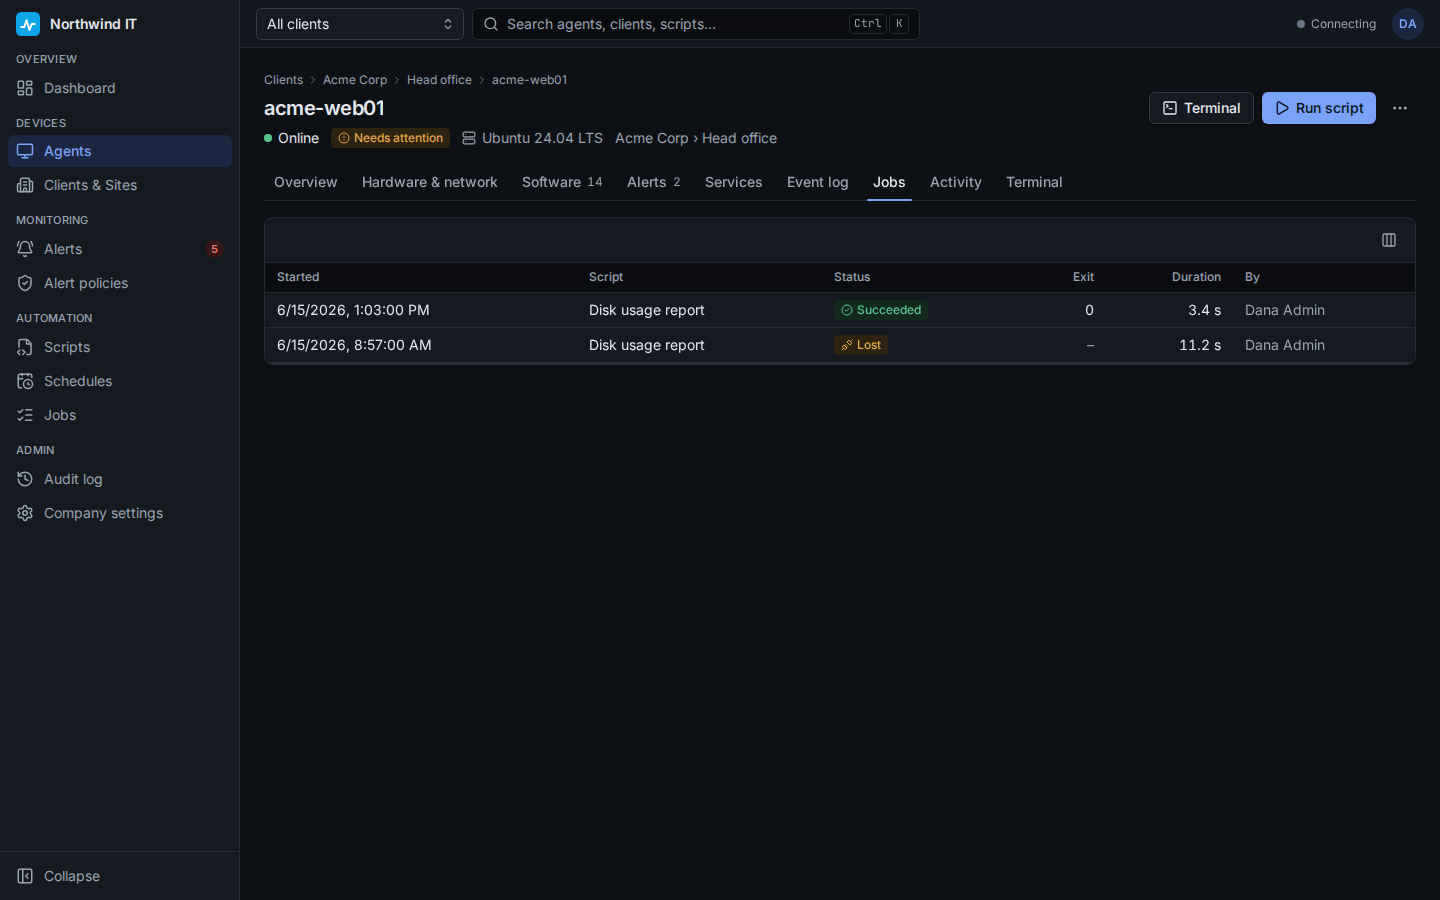 Northwind IT
OVERVIEW
Dashboard
DEVICES
Agents
Clients & Sites
MONITORING
Alerts 5
Alert policies
AUTOMATION
Scripts
Schedules
Jobs
ADMIN
Audit log
Company settings
Collapse
All clients
Search agents, clients, scripts...
Ctrl K
Connecting
DA
Clients > Acme Corp > Head office > acme-web01
acme-web01
Terminal
Run script
Online Needs attention Ubuntu 24.04 LTS Acme Corp › Head office
Overview Hardware & network Software 14 Alerts 2 Services Event log Jobs Activity Terminal
Started Script Status Exit Duration By
6/15/2026, 1:03:00 PM Disk usage report Succeeded 0 3.4 s Dana Admin
6/15/2026, 8:57:00 AM Disk usage report Lost – 11.2 s Dana Admin